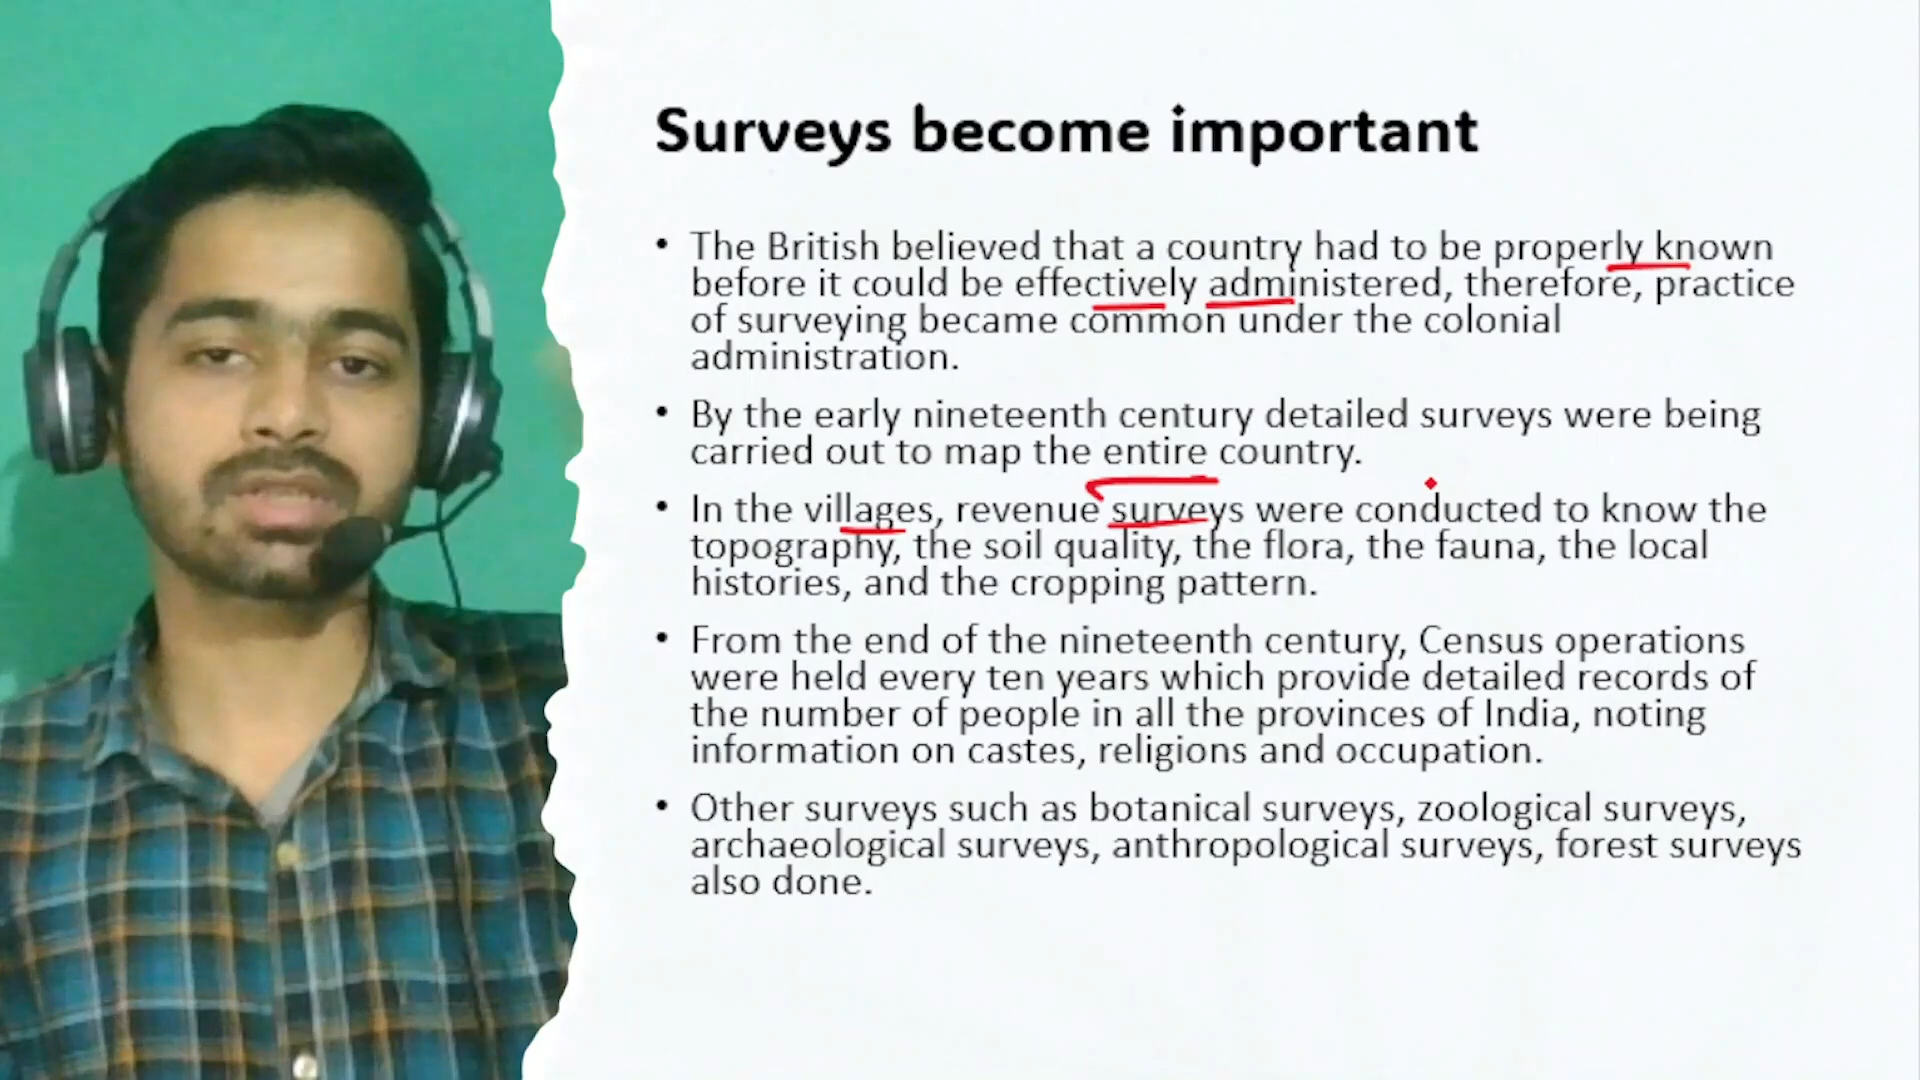 Surveys become important
• The British believed that a country had to be properly known
before it could be effectively administered, therefore, practice
of surveying became common under the colonial
administration.
• By the early nineteenth century detailed surveys were being
carried out to map the entire country.
• In the villages, revenue surveys were conducted to know the
topography, the soil quality, the flora, the fauna, the local
histories, and the cropping pattern.
• From the end of the nineteenth century, Census operations
were held every ten years which provide detailed records of
the number of people in all the provinces of India, noting
information on castes, religions and occupation.
• Other surveys such as botanical surveys, zoological surveys,
archaeological surveys, anthropological surveys, forest surveys
also done.